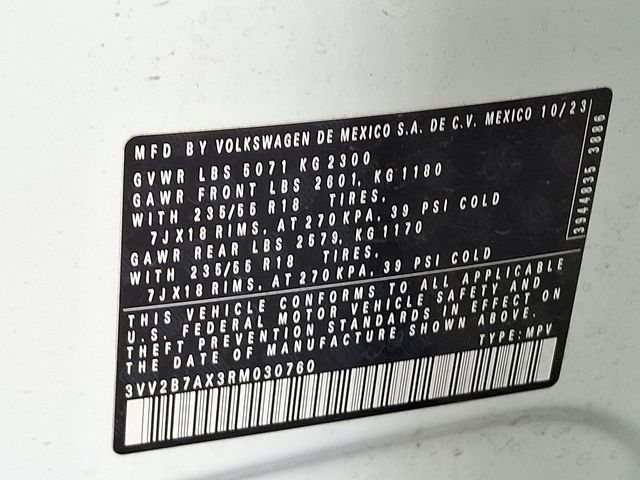 MFD BY VOLKSWAGEN DE MEXICO S.A. DE C.V. MEXICO 10/23
GVWR LBS 5071 KG 2300
GAWR FRONT LBS 2601, KG 1180
WITH 235/55 R18 TIRES,
7JX18 RIMS, AT 270 KPA, 39 PSI COLD
GAWR REAR LBS 2579, KG 1170
WITH 235/55 R18 TIRES,
7JX18 RIMS, AT 270 KPA, 39 PSI COLD
THIS VEHICLE CONFORMS TO ALL APPLICABLE
U.S. FEDERAL MOTOR VEHICLE SAFETY AND
THEFT PREVENTION STANDARDS IN EFFECT ON
THE DATE OF MANUFACTURE SHOWN ABOVE.
TYPE: MPV
3VV2B7AX3RM030760
3944835 3886